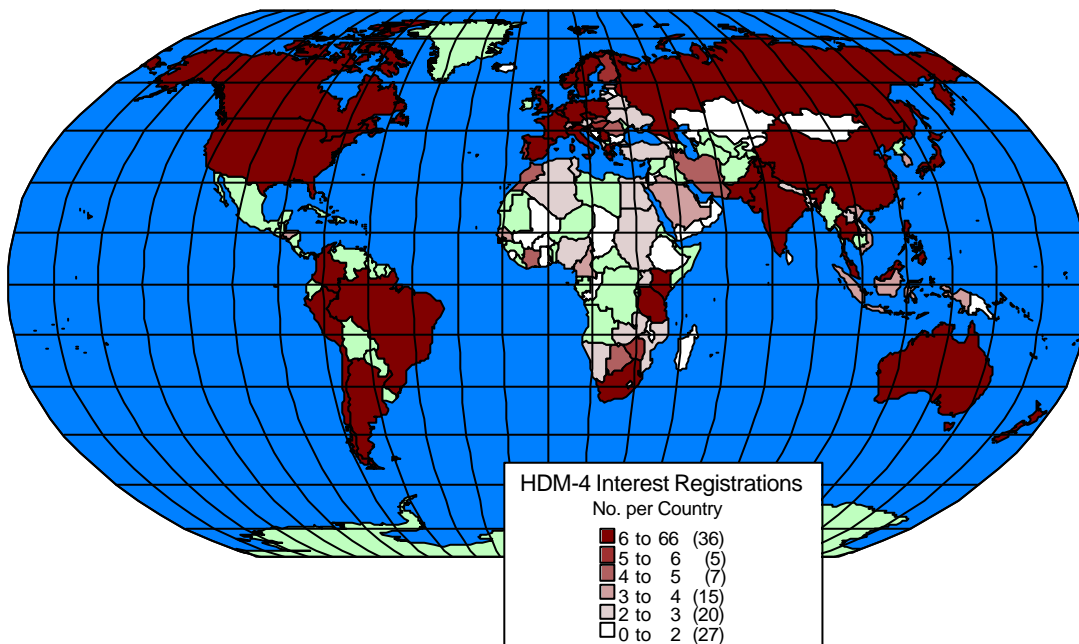 HDM-4 Interest Registrations
No. per Country
6 to 66 (36)
5 to 6 (5)
4 to 5 (7)
3 to 4 (15)
2 to 3 (20)
0 to 2 (27)